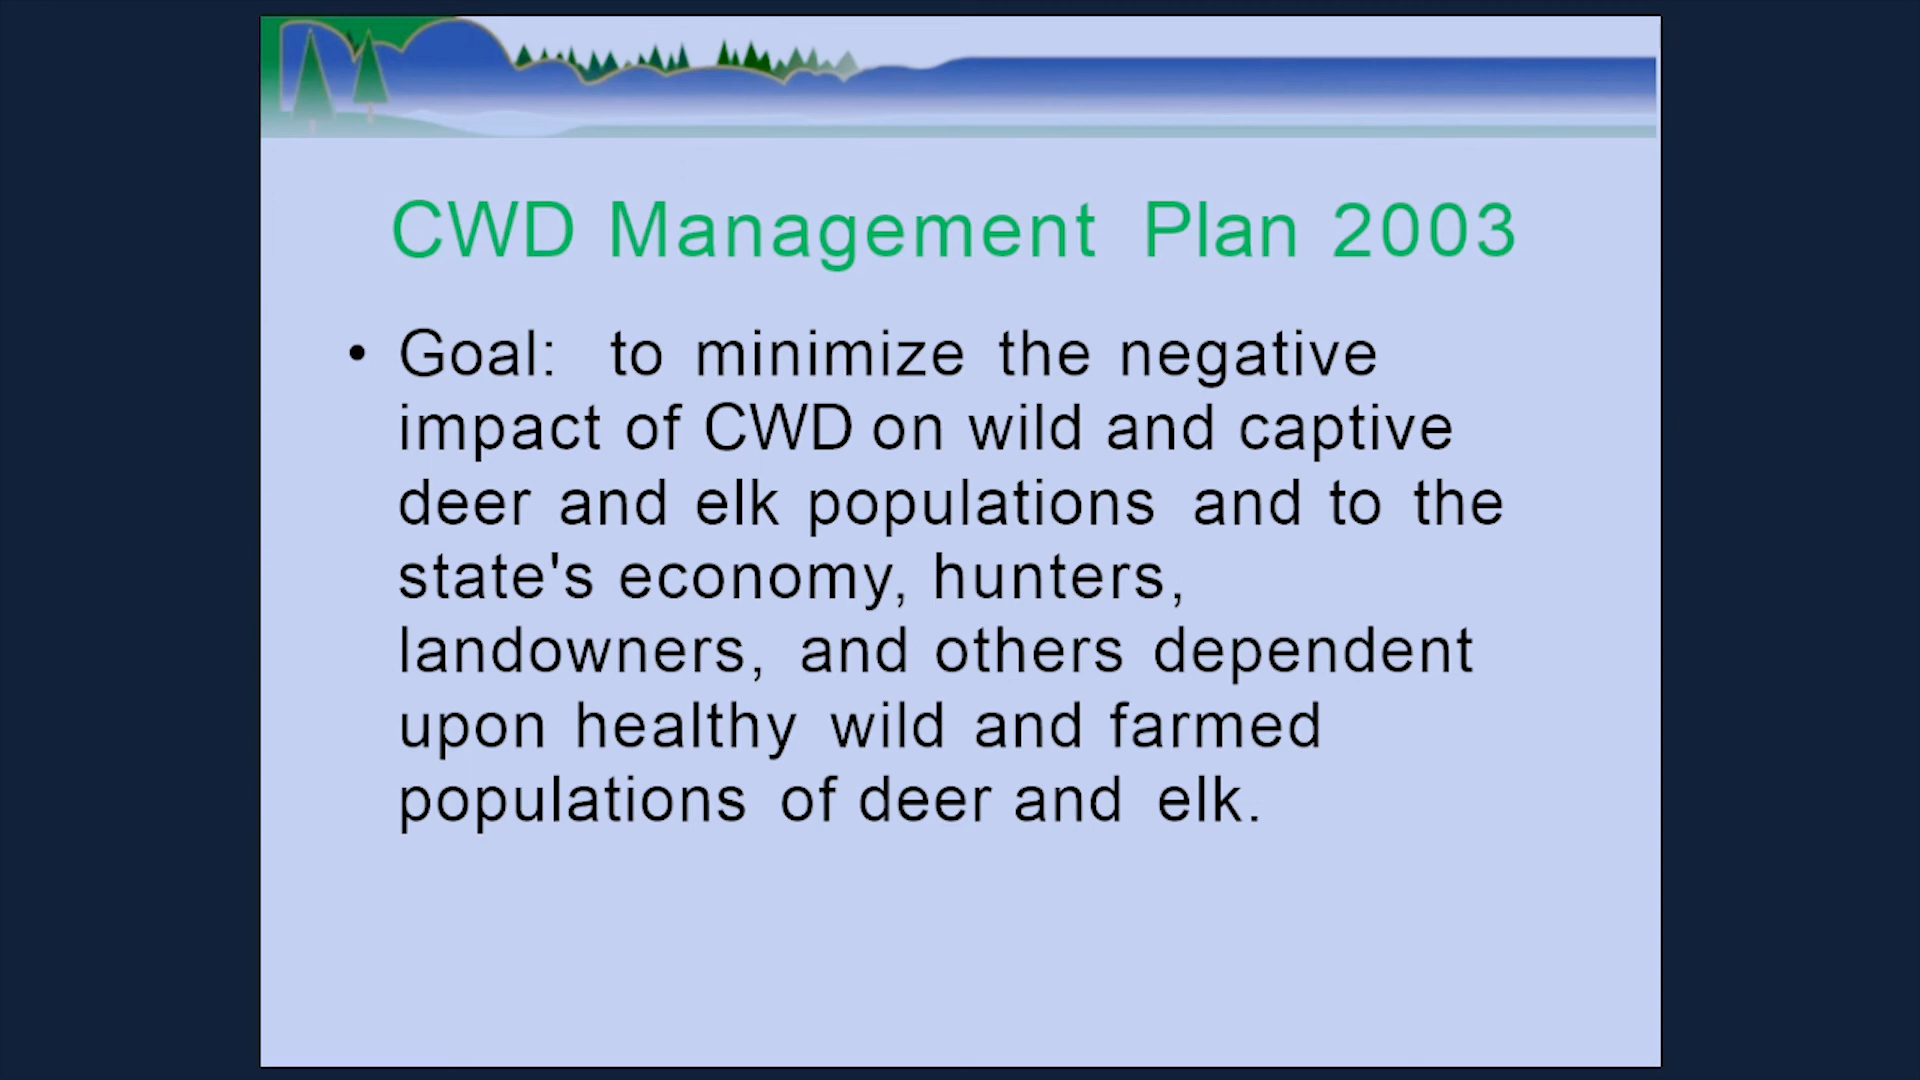 CWD Management Plan 2003
• Goal: to minimize the negative
impact of CWD on wild and captive
deer and elk populations and to the
state's economy, hunters,
landowners, and others dependent
upon healthy wild and farmed
populations of deer and elk.